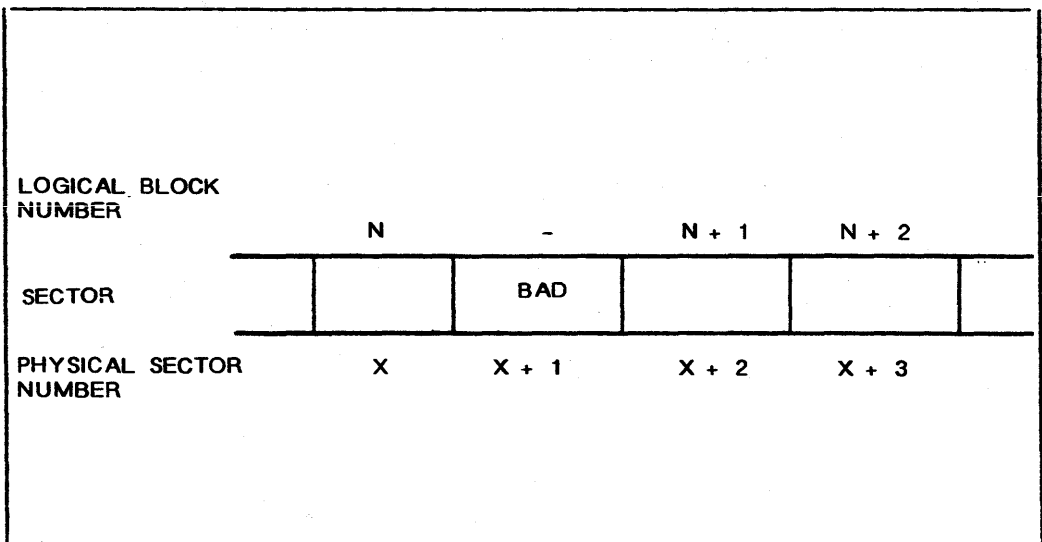 LOGICAL BLOCK
NUMBER
N - N + 1 N + 2
SECTOR BAD
PHYSICAL SECTOR
NUMBER
X X + 1 X + 2 X + 3